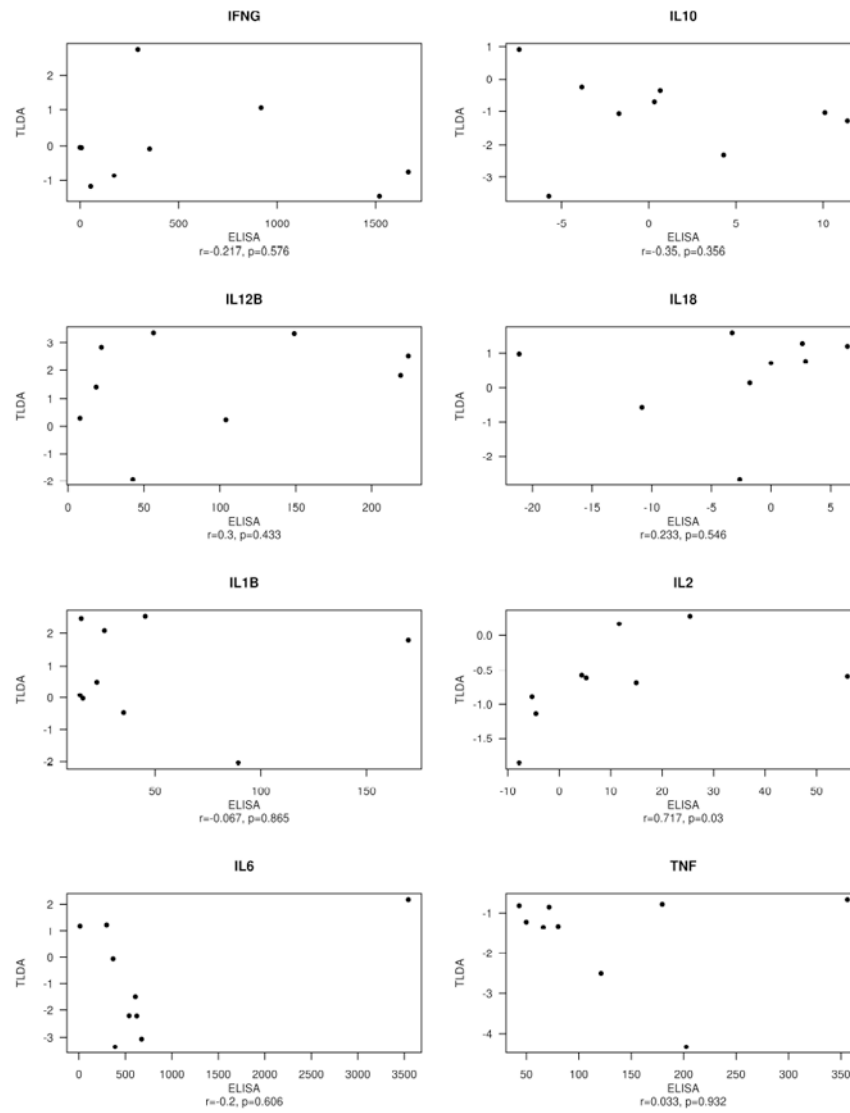 IFNG
2
1
0
-1
TLDA
0 500 1000 1500
ELISA
r=-0.217, p=0.576
IL10
1
0
-1
-2
-3
TLDA
-5 0 5 10
ELISA
r=-0.35, p=0.356
IL12B
3
2
1
0
-1
-2
TLDA
0 50 100 150 200
ELISA
r=0.3, p=0.433
IL18
1
0
-2
TLDA
-20 -15 -10 -5 0 5
ELISA
r=0.233, p=0.546
IL1B
2
1
0
-1
-2
TLDA
50 100 150
ELISA
r=-0.067, p=0.865
IL2
0.0
-0.5
-1.0
-1.5
TLDA
-10 0 10 20 30 40 50
ELISA
r=0.717, p=0.03
IL6
2
1
0
-1
-2
-3
TLDA
0 500 1000 1500 2000 2500 3000 3500
ELISA
r=-0.2, p=0.606
TNF
-1
-2
-3
-4
TLDA
50 100 150 200 250 300 350
ELISA
r=0.033, p=0.932